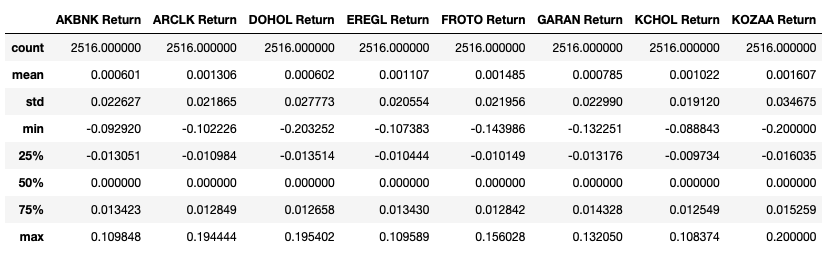 AKBNK Return ARCLK Return DOHOL Return EREGL Return FROTO Return GARAN Return KCHOL Return KOZAA Return
count 2516.000000 2516.000000 2516.000000 2516.000000 2516.000000 2516.000000 2516.000000 2516.000000
mean 0.000601 0.001306 0.000602 0.001107 0.001485 0.000785 0.001022 0.001607
std 0.022627 0.021865 0.027773 0.020554 0.021956 0.022990 0.019120 0.034675
min -0.092920 -0.102226 -0.203252 -0.107383 -0.143986 -0.132251 -0.088843 -0.200000
25% -0.013051 -0.010984 -0.013514 -0.010444 -0.010149 -0.013176 -0.009734 -0.016035
50% 0.000000 0.000000 0.000000 0.000000 0.000000 0.000000 0.000000 0.000000
75% 0.013423 0.012849 0.012658 0.013430 0.012842 0.014328 0.012549 0.015259
max 0.109848 0.194444 0.195402 0.109589 0.156028 0.132050 0.108374 0.200000